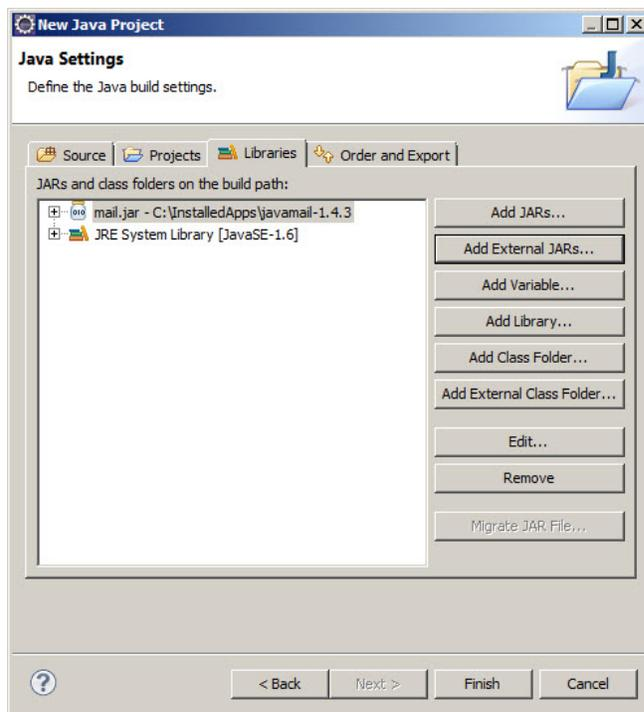 New Java Project
Java Settings
Define the Java build settings.
Source Projects Libraries Order and Export
JARs and class folders on the build path:
mail.jar - C:\InstalledApps\javamail-1.4.3
JRE System Library [JavaSE-1.6]
Add JARs...
Add External JARs...
Add Variable...
Add Library...
Add Class Folder...
Add External Class Folder...
Edit...
Remove
Migrate JAR File...
< Back Next > Finish Cancel